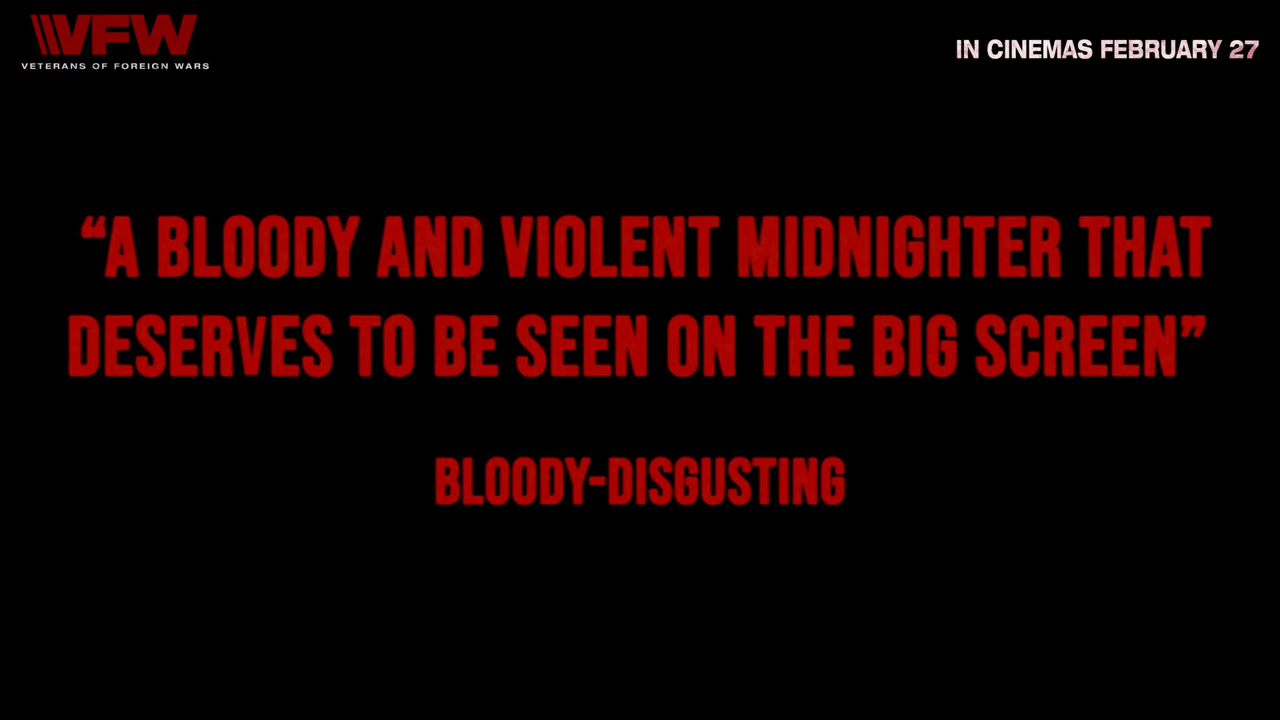 VFW
VETERANS OF FOREIGN WARS
IN CINEMAS FEBRUARY 27
“A BLOODY AND VIOLENT MIDNIGHTER THAT
DESERVES TO BE SEEN ON THE BIG SCREEN”
BLOODY-DISGUSTING